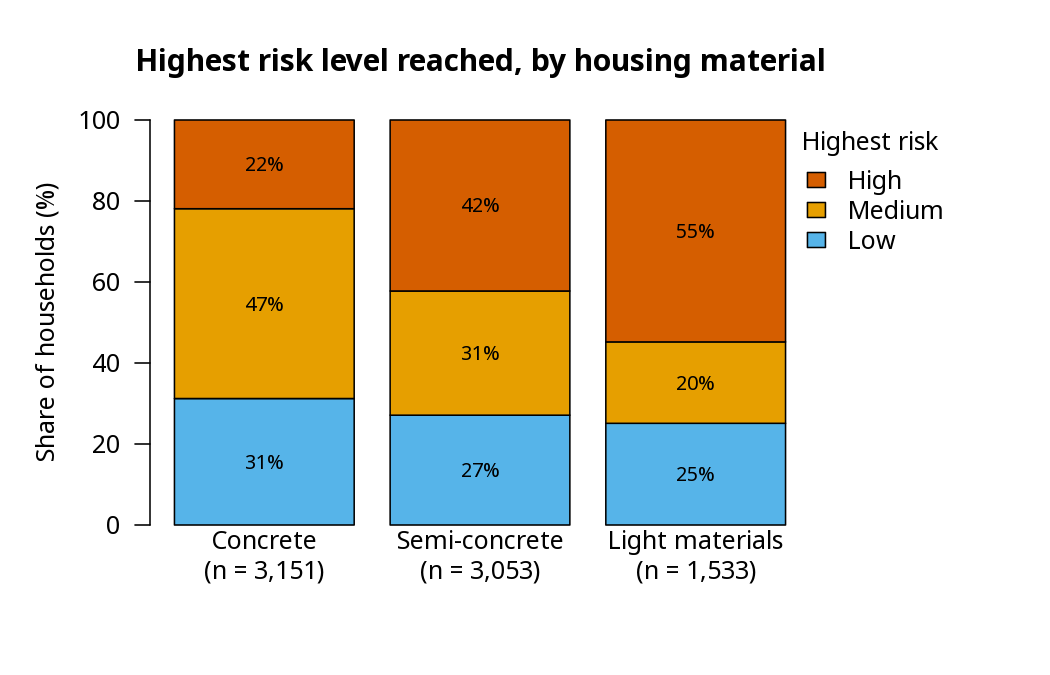 Highest risk level reached, by housing material
Share of households (%)
100
80
60
40
20
0
22%
47%
31%
42%
31%
27%
55%
20%
25%
Concrete
(n = 3,151)
Semi-concrete
(n = 3,053)
Light materials
(n = 1,533)
Highest risk
High
Medium
Low